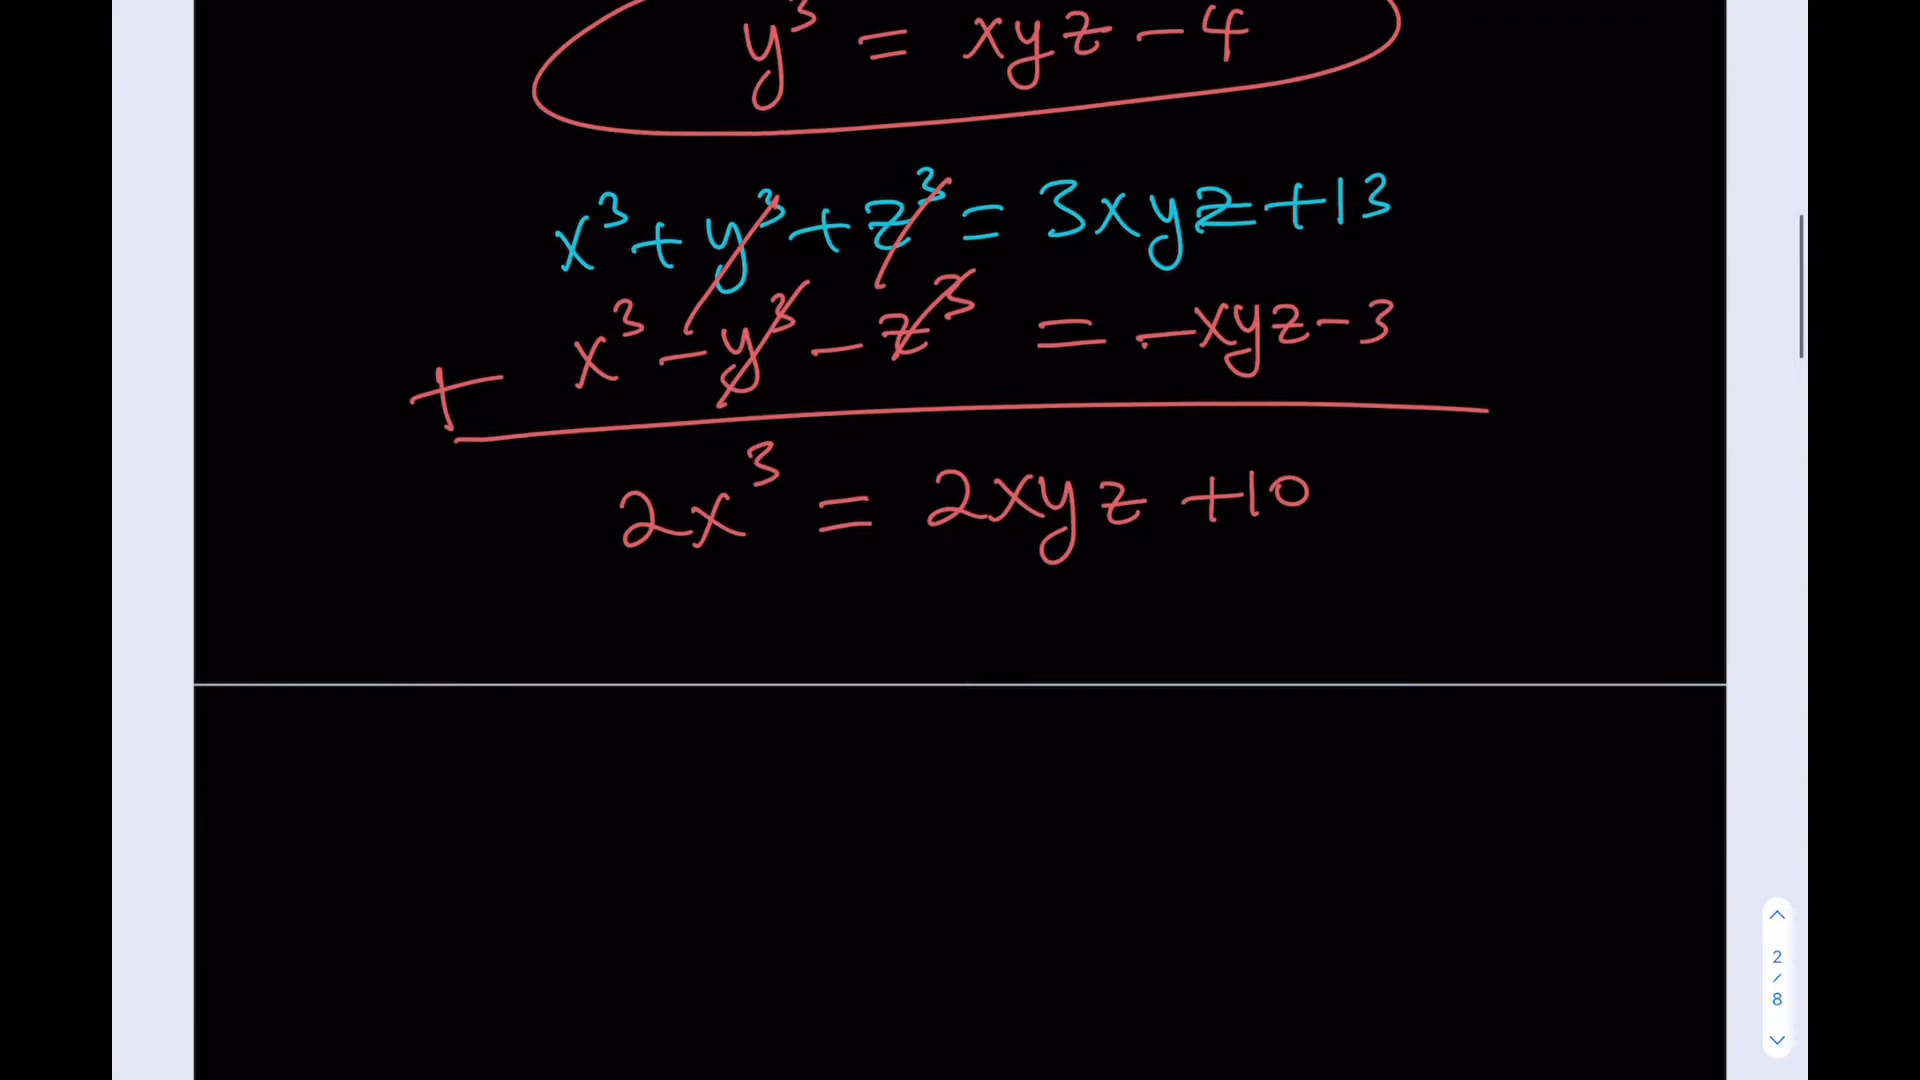 y³ = xyz - 4
x³ + y³ + z³ = 3xyz + 13
x³ - y³ - z³ = -xyz - 3
+
2x³ = 2xyz + 10
2
/
8